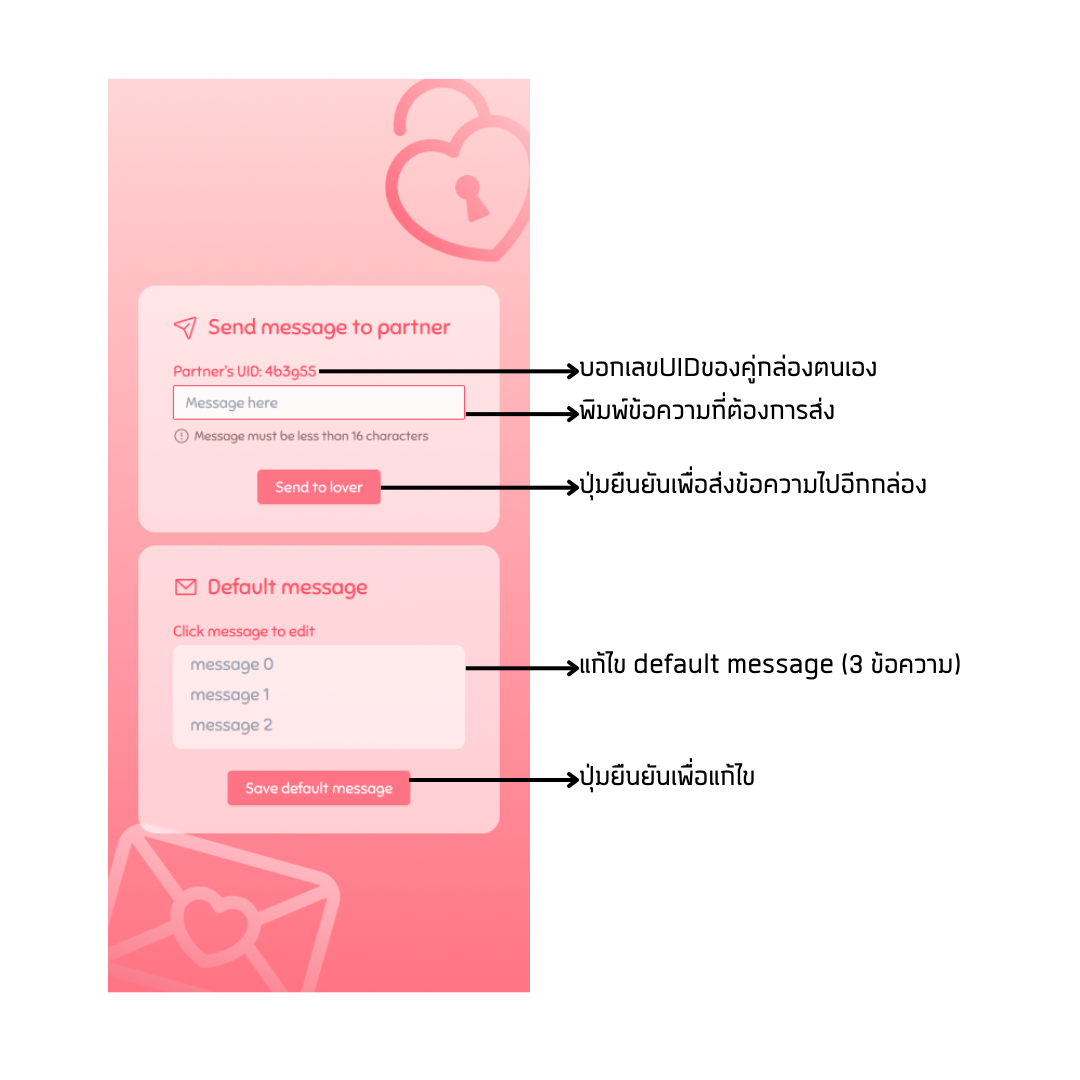 Send message to partner
Partner's UID: 4b3g55
บอกเลขUIDของคู่กล่องตนเอง
Message here
พิมพ์ข้อความที่ต้องการส่ง
Message must be less than 16 characters
Send to lover
ปุ่มยืนยันเพื่อส่งข้อความไปอีกกล่อง
Default message
Click message to edit
message 0
แก้ไข default message (3 ข้อความ)
message 1
message 2
Save default message
ปุ่มยืนยันเพื่อแก้ไข